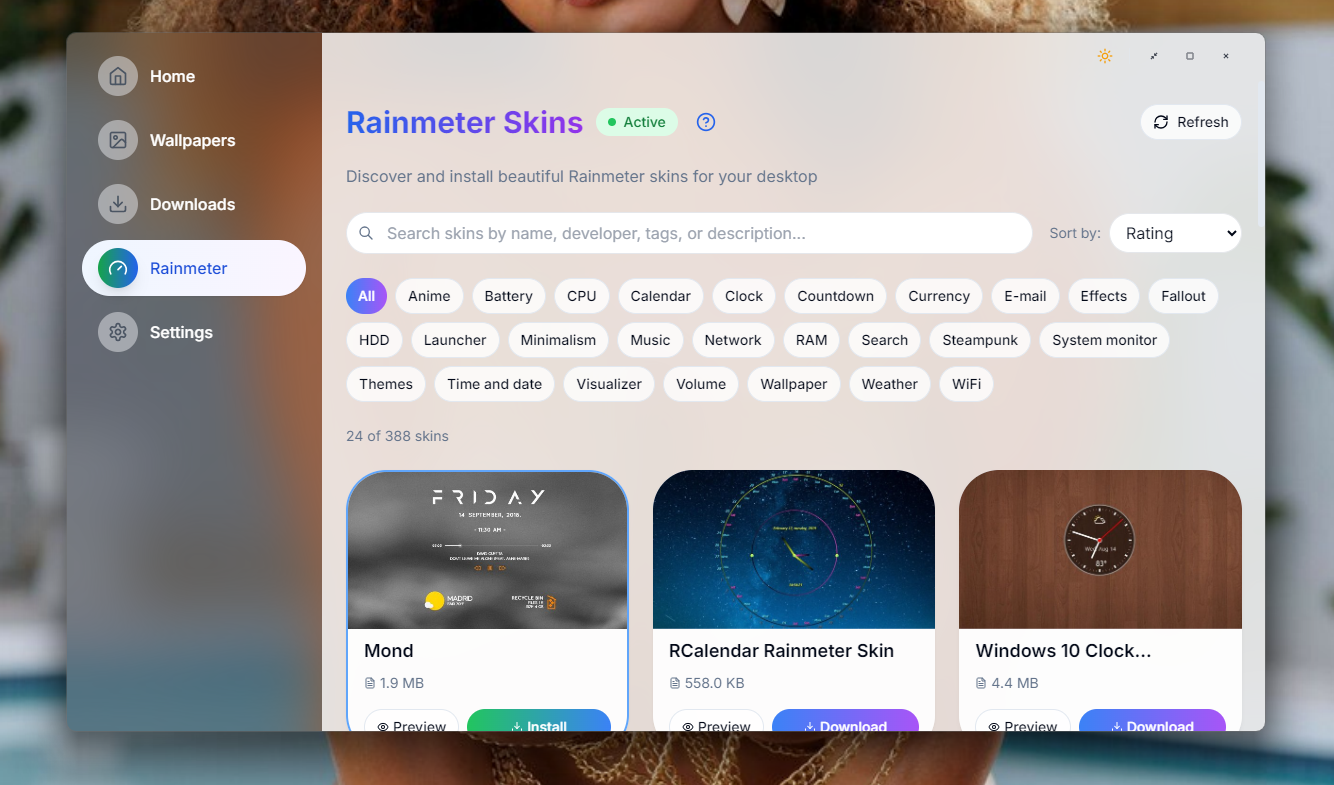 Home
Wallpapers
Downloads
Rainmeter
Settings
Rainmeter Skins
Active
Refresh
Discover and install beautiful Rainmeter skins for your desktop
Search skins by name, developer, tags, or description...
Sort by: Rating
All Anime Battery CPU Calendar Clock Countdown Currency E-mail Effects Fallout
HDD Launcher Minimalism Music Network RAM Search Steampunk System monitor
Themes Time and date Visualizer Volume Wallpaper Weather WiFi
24 of 388 skins
FRIDAY
14 SEPTEMBER, 2018.
- 11:30 AM -
MADRID
RECYCLE BIN
Wed Aug 14
83°
Mond
1.9 MB
Preview Install
RCalendar Rainmeter Skin
558.0 KB
Preview Download
Windows 10 Clock...
4.4 MB
Preview Download